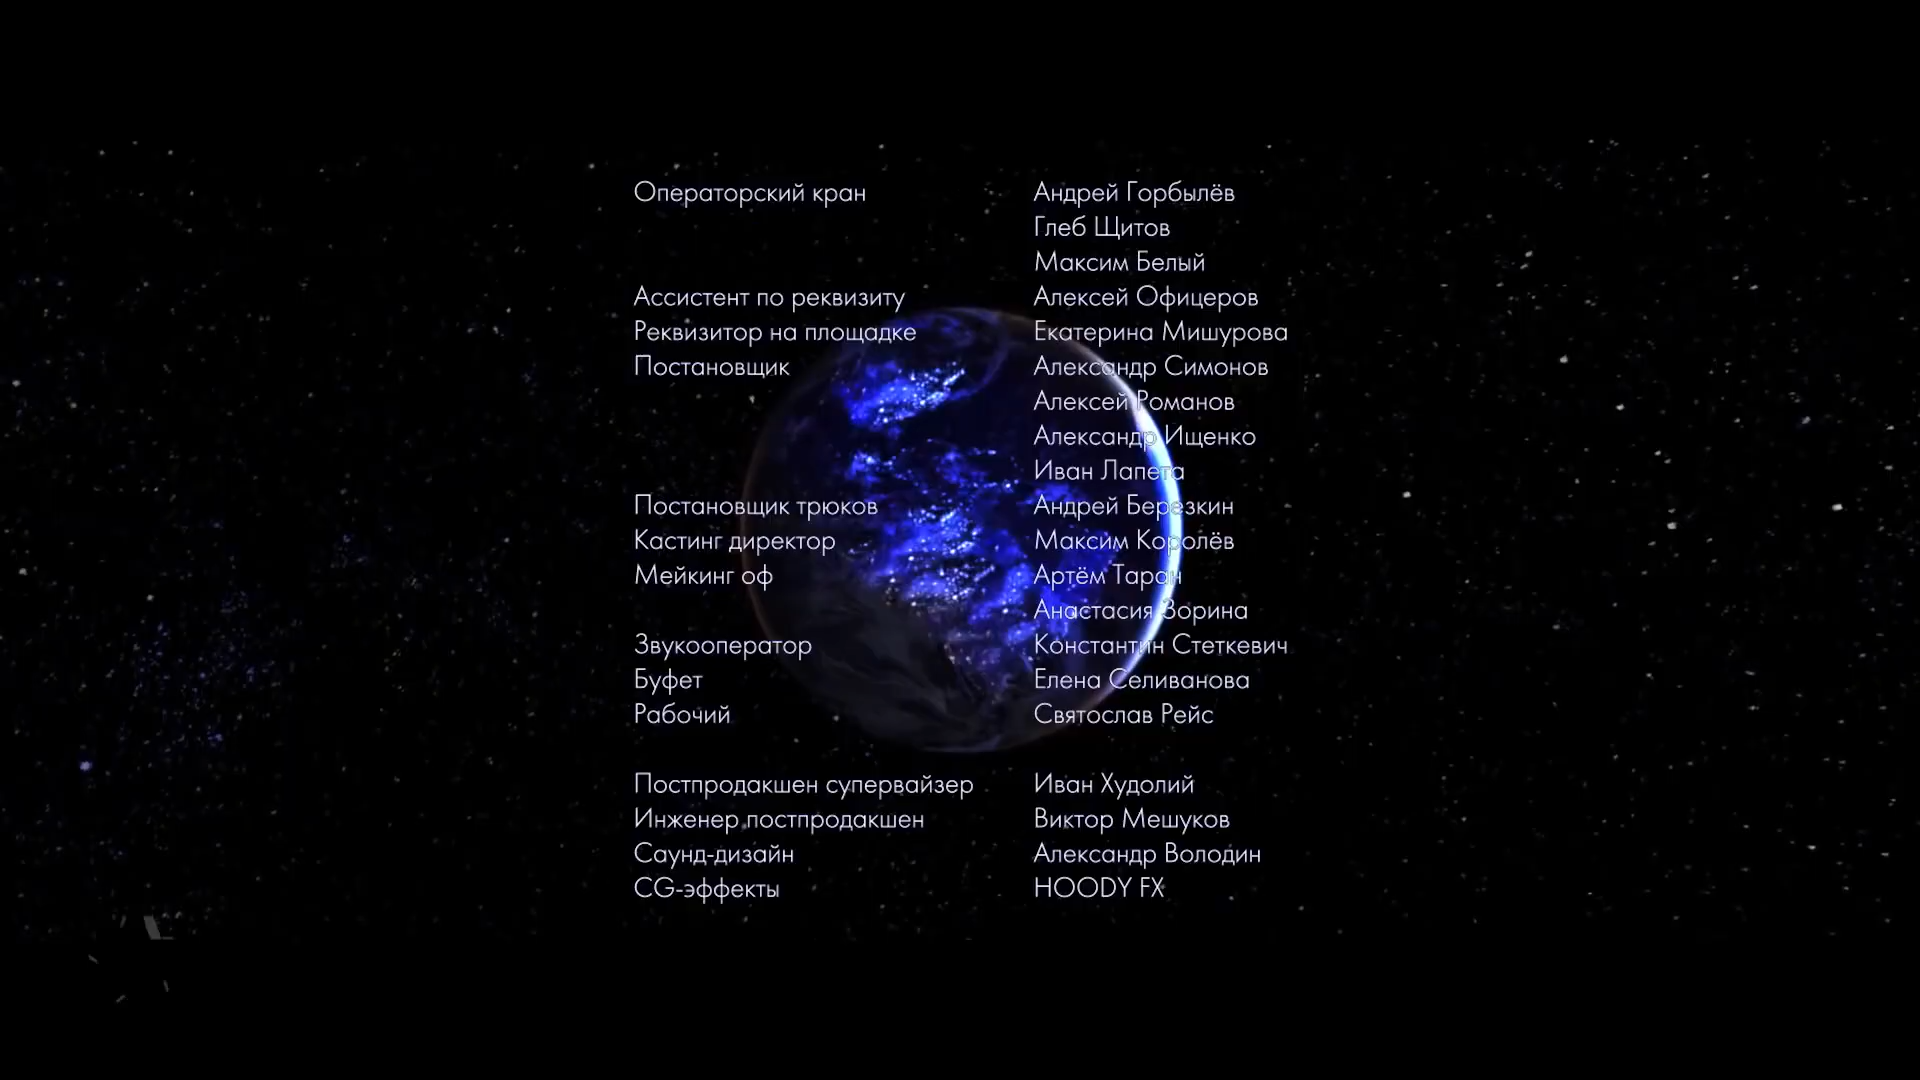 Операторский кран Андрей Горбылёв
Глеб Щитов
Максим Белый
Ассистент по реквизиту Алексей Офицеров
Реквизитор на площадке Екатерина Мишурова
Постановщик Александр Симонов
Алексей Романов
Александр Ищенко
Иван Лапета
Постановщик трюков Андрей Березкин
Кастинг директор Максим Королёв
Мейкинг оф Артём Таран
Анастасия Зорина
Звукооператор Константин Стеткевич
Буфет Елена Селиванова
Рабочий Святослав Рейс
Постпродакшен супервайзер Иван Худолий
Инженер постпродакшен Виктор Мешуков
Саунд-дизайн Александр Володин
CG-эффекты HOODY FX